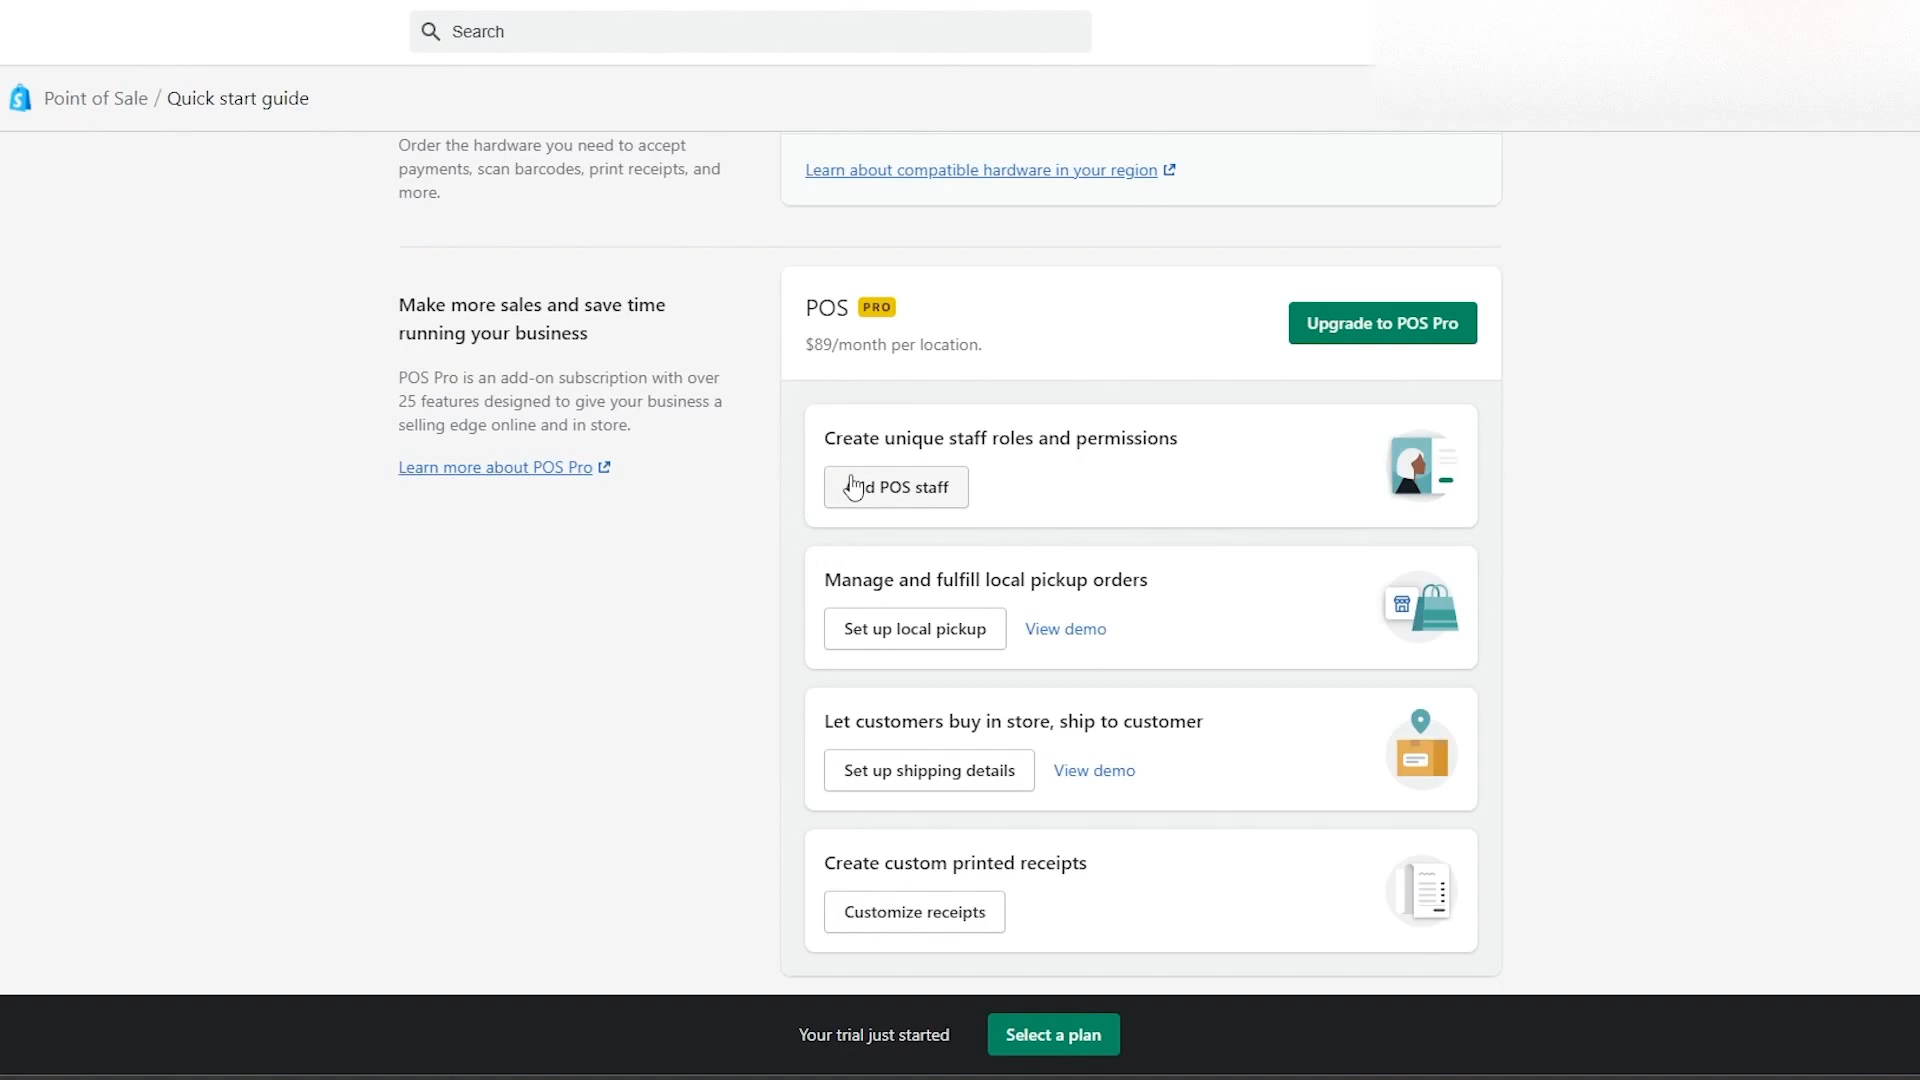 Search
Point of Sale / Quick start guide
Order the hardware you need to accept
payments, scan barcodes, print receipts, and
more.
Learn about compatible hardware in your region
Make more sales and save time
running your business
POS Pro is an add-on subscription with over
25 features designed to give your business a
selling edge online and in store.
Learn more about POS Pro
POS PRO
$89/month per location.
Upgrade to POS Pro
Create unique staff roles and permissions
POS staff
Manage and fulfill local pickup orders
Set up local pickup View demo
Let customers buy in store, ship to customer
Set up shipping details View demo
Create custom printed receipts
Customize receipts
Your trial just started Select a plan